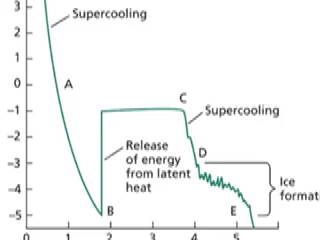 3
Supercooling
2
1
A
0
C
−1
Supercooling
−2
Release
D
of energy
−3
from latent
Ice
heat
−4
B
E
−5
0 1 2 3 4 5